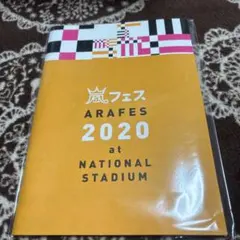 嵐フェス
ARAFES
2020
at
NATIONAL
STADIUM